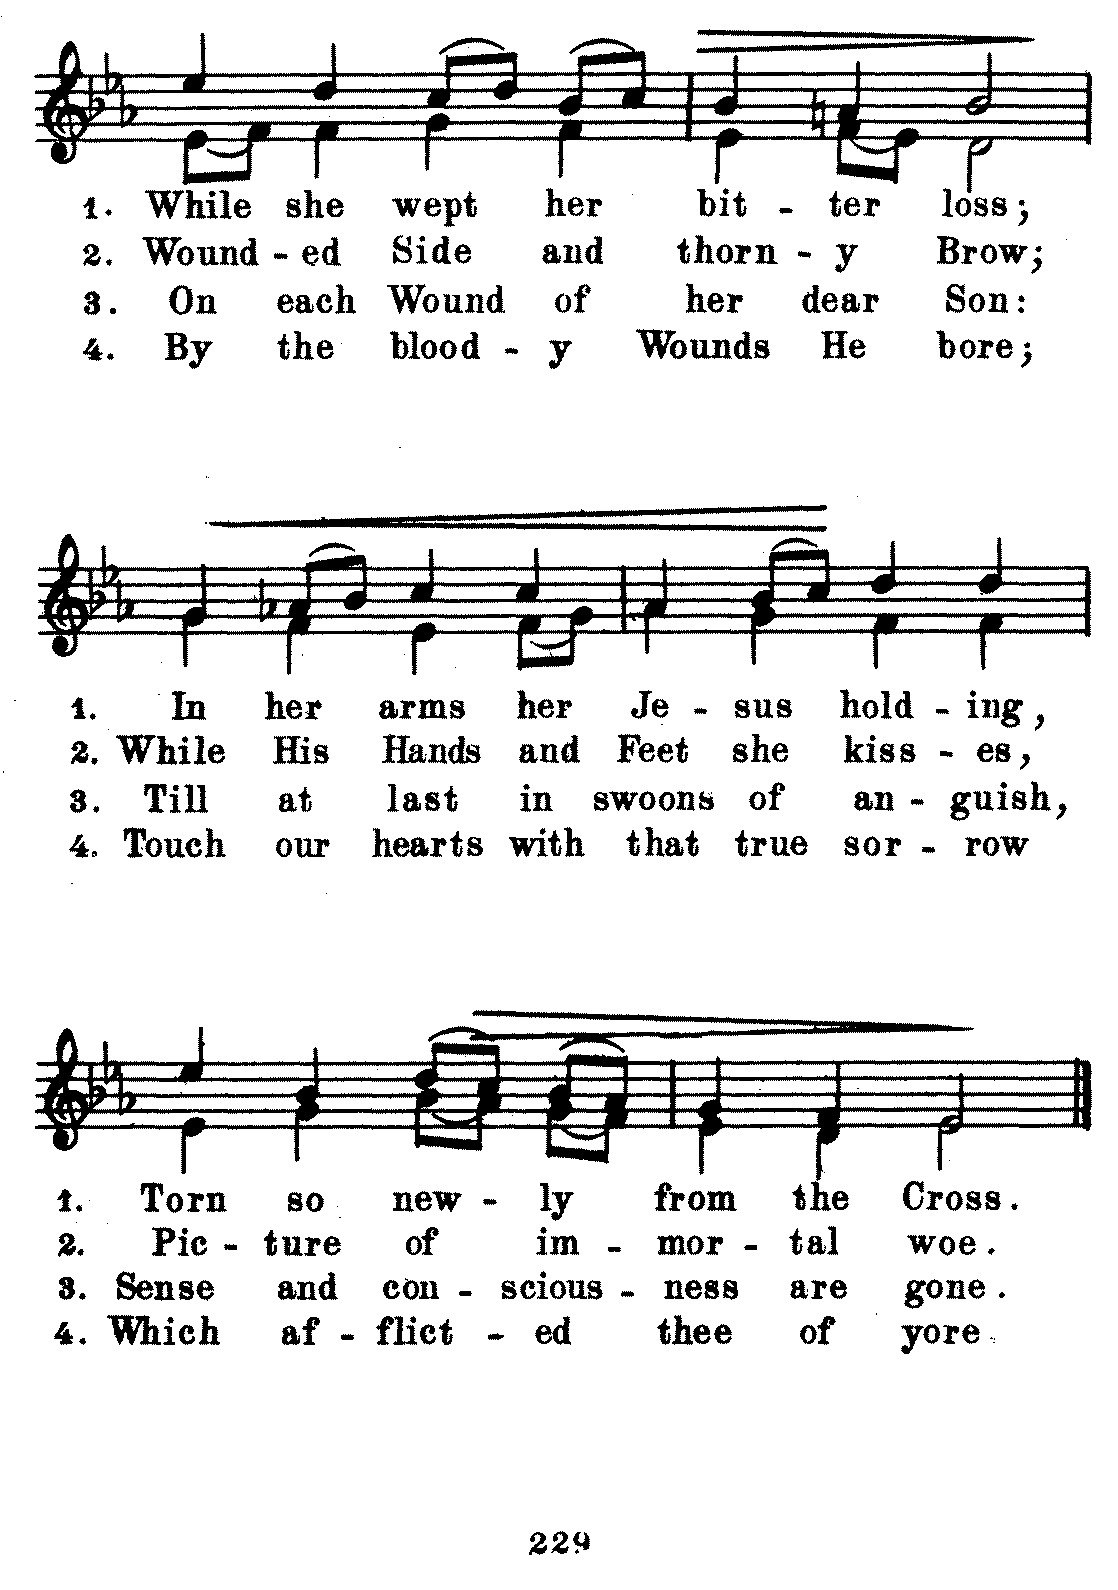 1. While she wept her bit - ter loss;
2. Wound - ed Side and thorn - y Brow;
3. On each Wound of her dear Son:
4. By the blood - y Wounds He bore;
1. In her arms her Je - sus hold - ing,
2. While His Hands and Feet she kiss - es,
3. Till at last in swoons of an - guish,
4. Touch our hearts with that true sor - row
1. Torn so new - ly from the Cross.
2. Pic - ture of im - mor - tal woe.
3. Sense and con - scious - ness are gone.
4. Which af - flict - ed thee of yore.
229